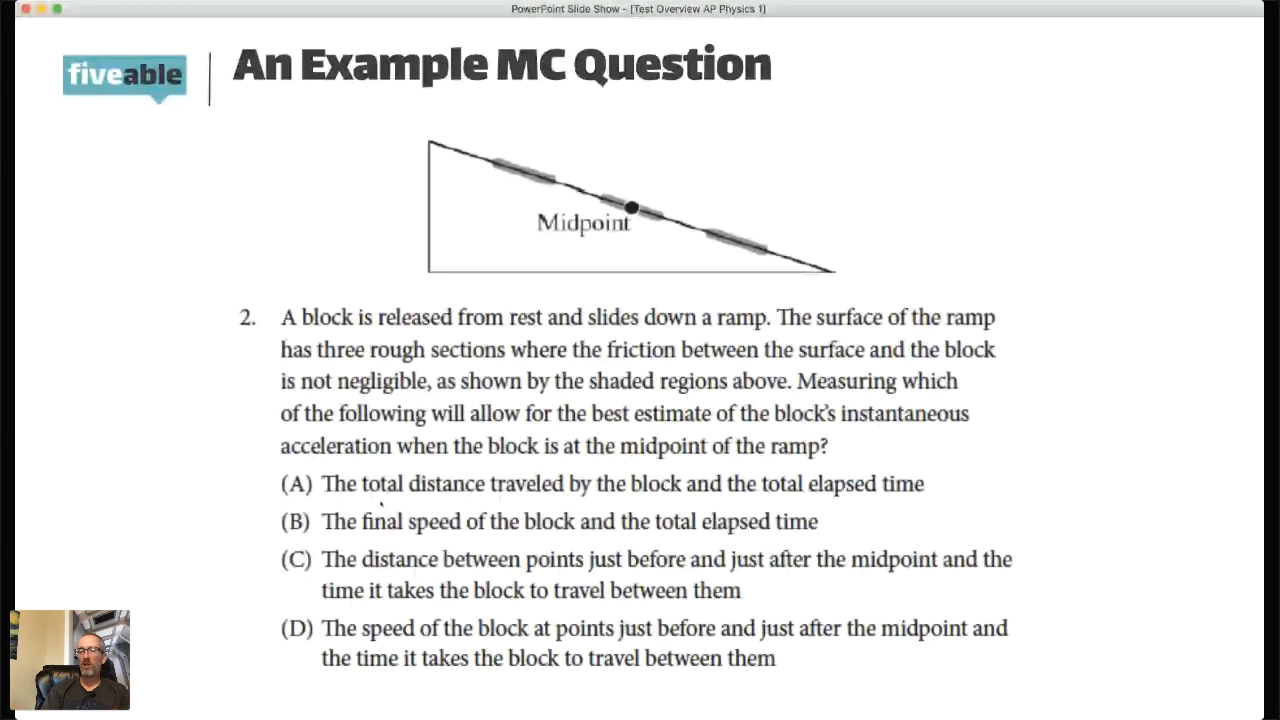 PowerPoint Slide Show - [Test Overview AP Physics 1]
fiveable
An Example MC Question
Midpoint
2. A block is released from rest and slides down a ramp. The surface of the ramp
has three rough sections where the friction between the surface and the block
is not negligible, as shown by the shaded regions above. Measuring which
of the following will allow for the best estimate of the block's instantaneous
acceleration when the block is at the midpoint of the ramp?
(A) The total distance traveled by the block and the total elapsed time
(B) The final speed of the block and the total elapsed time
(C) The distance between points just before and just after the midpoint and the
time it takes the block to travel between them
(D) The speed of the block at points just before and just after the midpoint and
the time it takes the block to travel between them